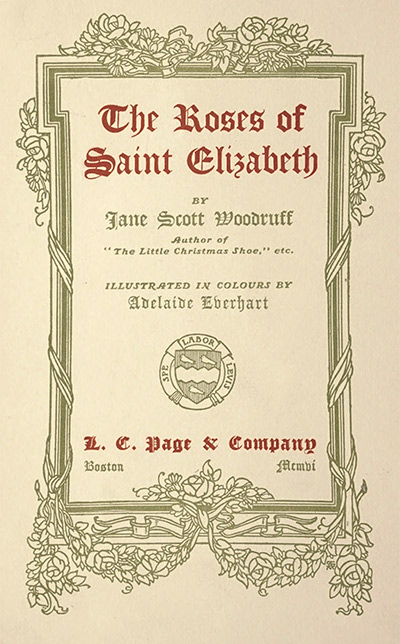 The Roses of
Saint Elizabeth
BY
Jane Scott Woodruff
Author of
"The Little Christmas Shoe," etc.
ILLUSTRATED IN COLOURS BY
Adelaide Everhart
SPE LABOR LEVIS
L. C. Page & Company
Boston Mcmvi